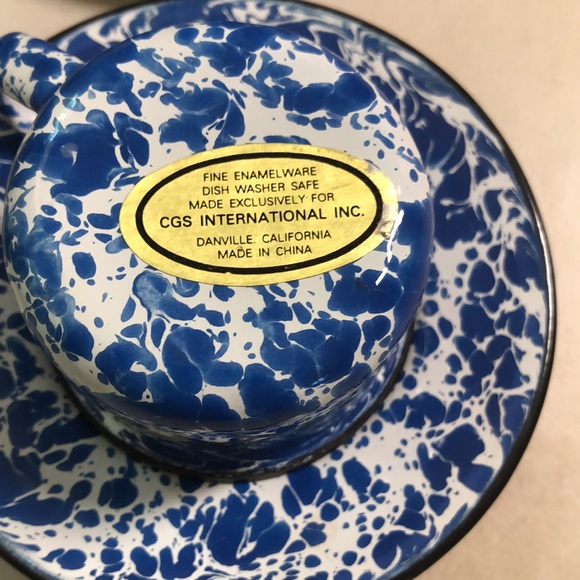 FINE ENAMELWARE
DISH WASHER SAFE
MADE EXCLUSIVELY FOR
CGS INTERNATIONAL INC.
DANVILLE, CALIFORNIA
MADE IN CHINA